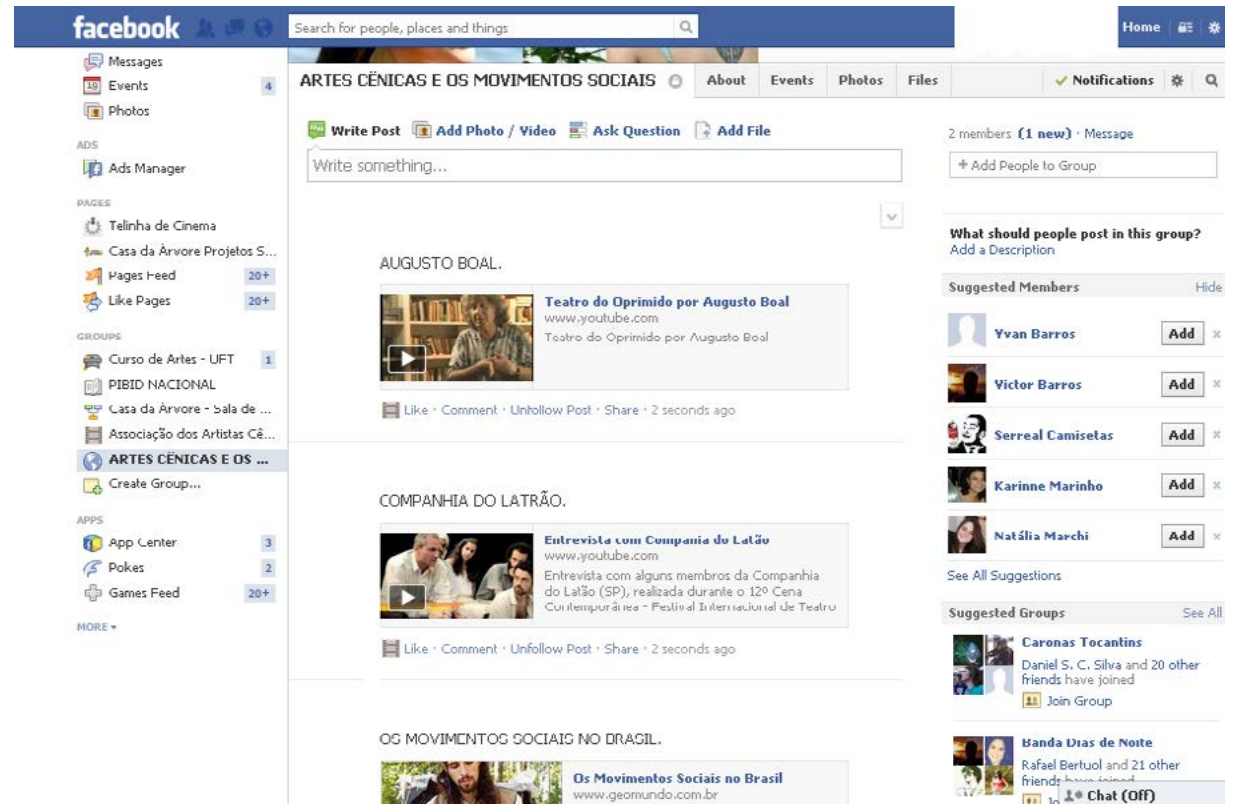 facebook
Search for people, places and things
Home
Messages
Events 4
Photos
ADS
Ads Manager
PAGES
Telinha de Cinema
Casa da Árvore Projetos S...
Pages Feed 20+
Like Pages 20+
GROUPS
Curso de Artes - UFT 1
PIBID NACIONAL
Casa da Árvore - Sala de ...
Associação dos Artistas Cê...
ARTES CÊNICAS E OS ...
Create Group...
APPS
App Center 3
Pokes 2
Games Feed 20+
MORE
ARTES CÊNICAS E OS MOVIMENTOS SOCIAIS
About Events Photos Files
Notifications
Write Post Add Photo / Video Ask Question Add File
Write something...
AUGUSTO BOAL.
Teatro do Oprimido por Augusto Boal
www.youtube.com
Teatro do Oprimido por Augusto Boal
Like · Comment · Unfollow Post · Share · 2 seconds ago
COMPANHIA DO LATRÃO.
Entrevista com Compania do Latão
www.youtube.com
Entrevista com alguns membros da Companhia
do Latão (SP), realizada durante o 12º Cena
Contemporânea - Festival Internacional de Teatro
Like · Comment · Unfollow Post · Share · 2 seconds ago
OS MOVIMENTOS SOCIAIS NO BRASIL.
Os Movimentos Sociais no Brasil
www.geomundo.com.br
2 members (1 new) · Message
+ Add People to Group
What should people post in this group?
Add a Description
Suggested Members Hide
Yvan Barros Add
Victor Barros Add
Serreal Camisetas Add
Karinne Marinho Add
Natália Marchi Add
See All Suggestions
Suggested Groups See All
Caronas Tocantins
Daniel S. C. Silva and 20 other
friends have joined
Join Group
Banda Dias de Noite
Rafael Bertuol and 21 other
friends have joined
Chat (Off)